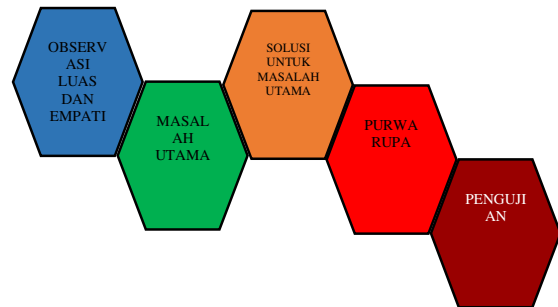 OBSERV
ASI
LUAS
DAN
EMPATI
MASAL
AH
UTAMA
SOLUSI
UNTUK
MASALAH
UTAMA
PURWA
RUPA
PENGUJI
AN